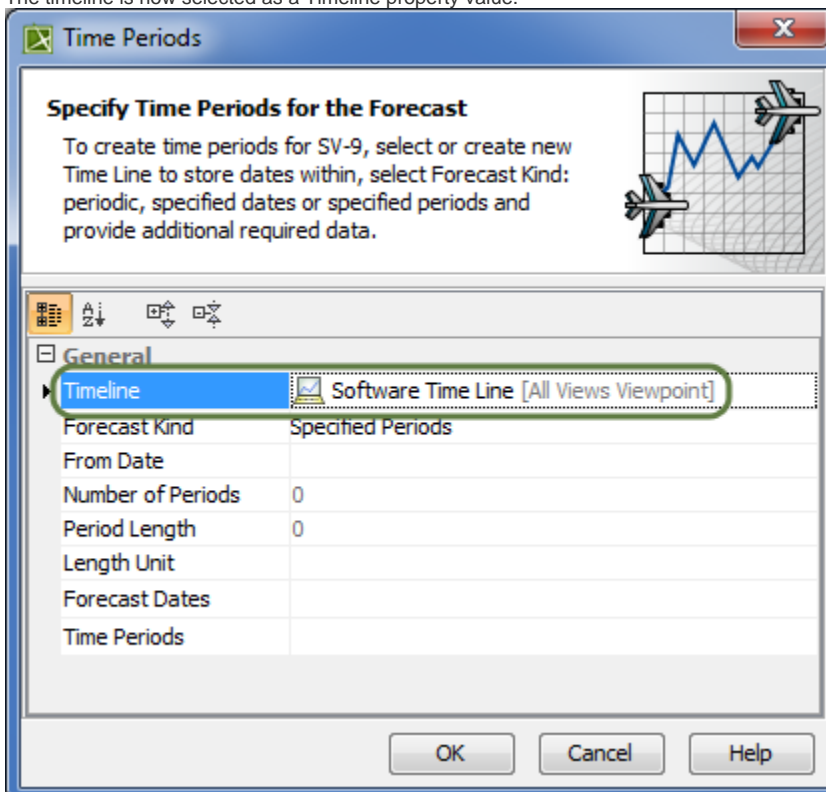 The timeline is now selected as a Timeline property value.
Time Periods
Specify Time Periods for the Forecast
To create time periods for SV-9, select or create new
Time Line to store dates within, select Forecast Kind:
periodic, specified dates or specified periods and
provide additional required data.
General
Timeline Software Time Line [All Views Viewpoint]
Forecast Kind Specified Periods
From Date
Number of Periods 0
Period Length 0
Length Unit
Forecast Dates
Time Periods
OK Cancel Help